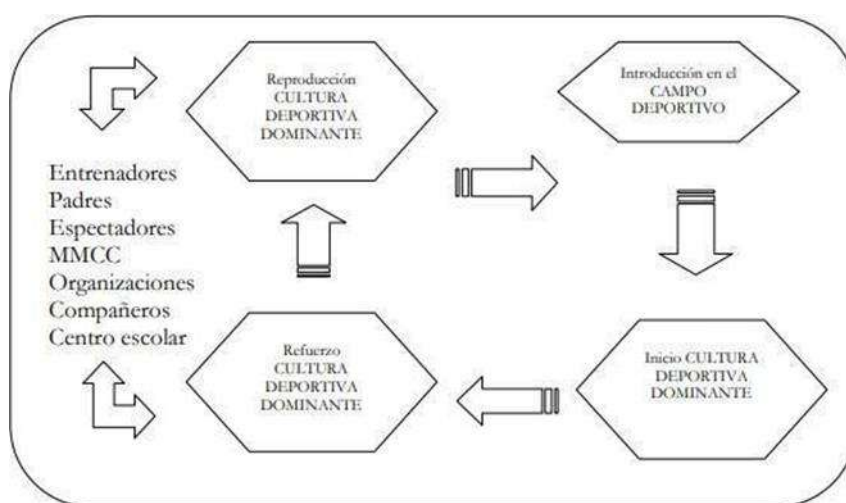 Reproducción
CULTURA
DEPORTIVA
DOMINANTE
Introducción en el
CAMPO
DEPORTIVO
Entrenadores
Padres
Espectadores
MMCC
Organizaciones
Compañeros
Centro escolar
Refuerzo
CULTURA
DEPORTIVA
DOMINANTE
Inicio CULTURA
DEPORTIVA
DOMINANTE